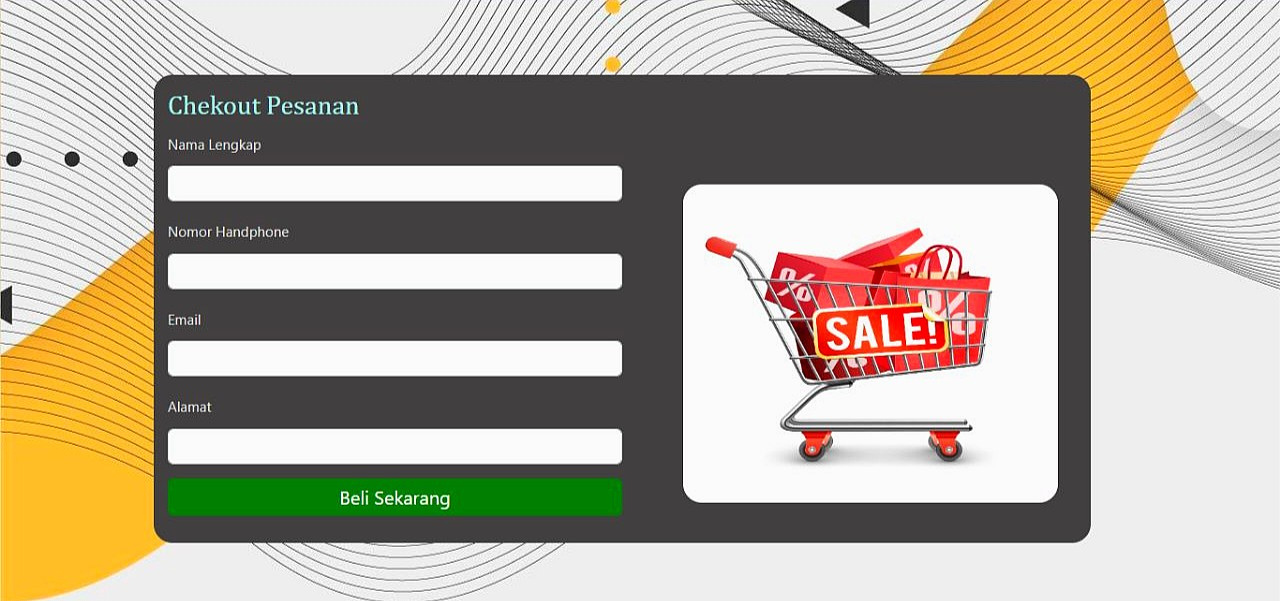 Chekout Pesanan
Nama Lengkap
Nomor Handphone
Email
Alamat
Beli Sekarang
%
%
%
SALE!
%